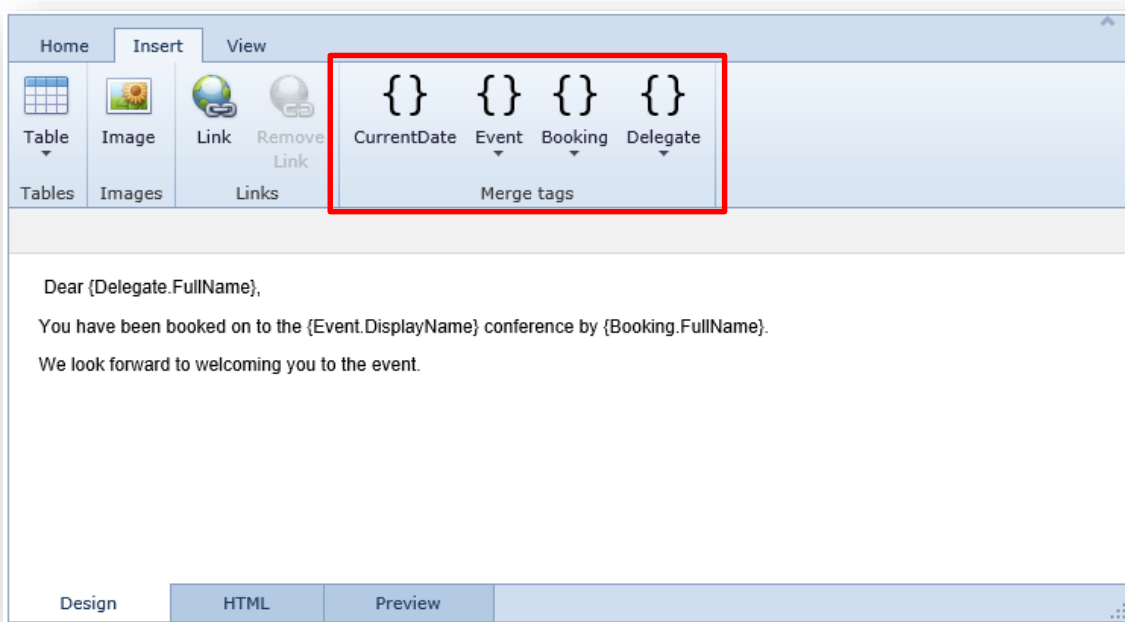 Home Insert View
{} {} {} {}
Table Image Link Remove Link CurrentDate Event Booking Delegate
Tables Images Links Merge tags
Dear {Delegate.FullName},
You have been booked on to the {Event.DisplayName} conference by {Booking.FullName}.
We look forward to welcoming you to the event.
Design HTML Preview